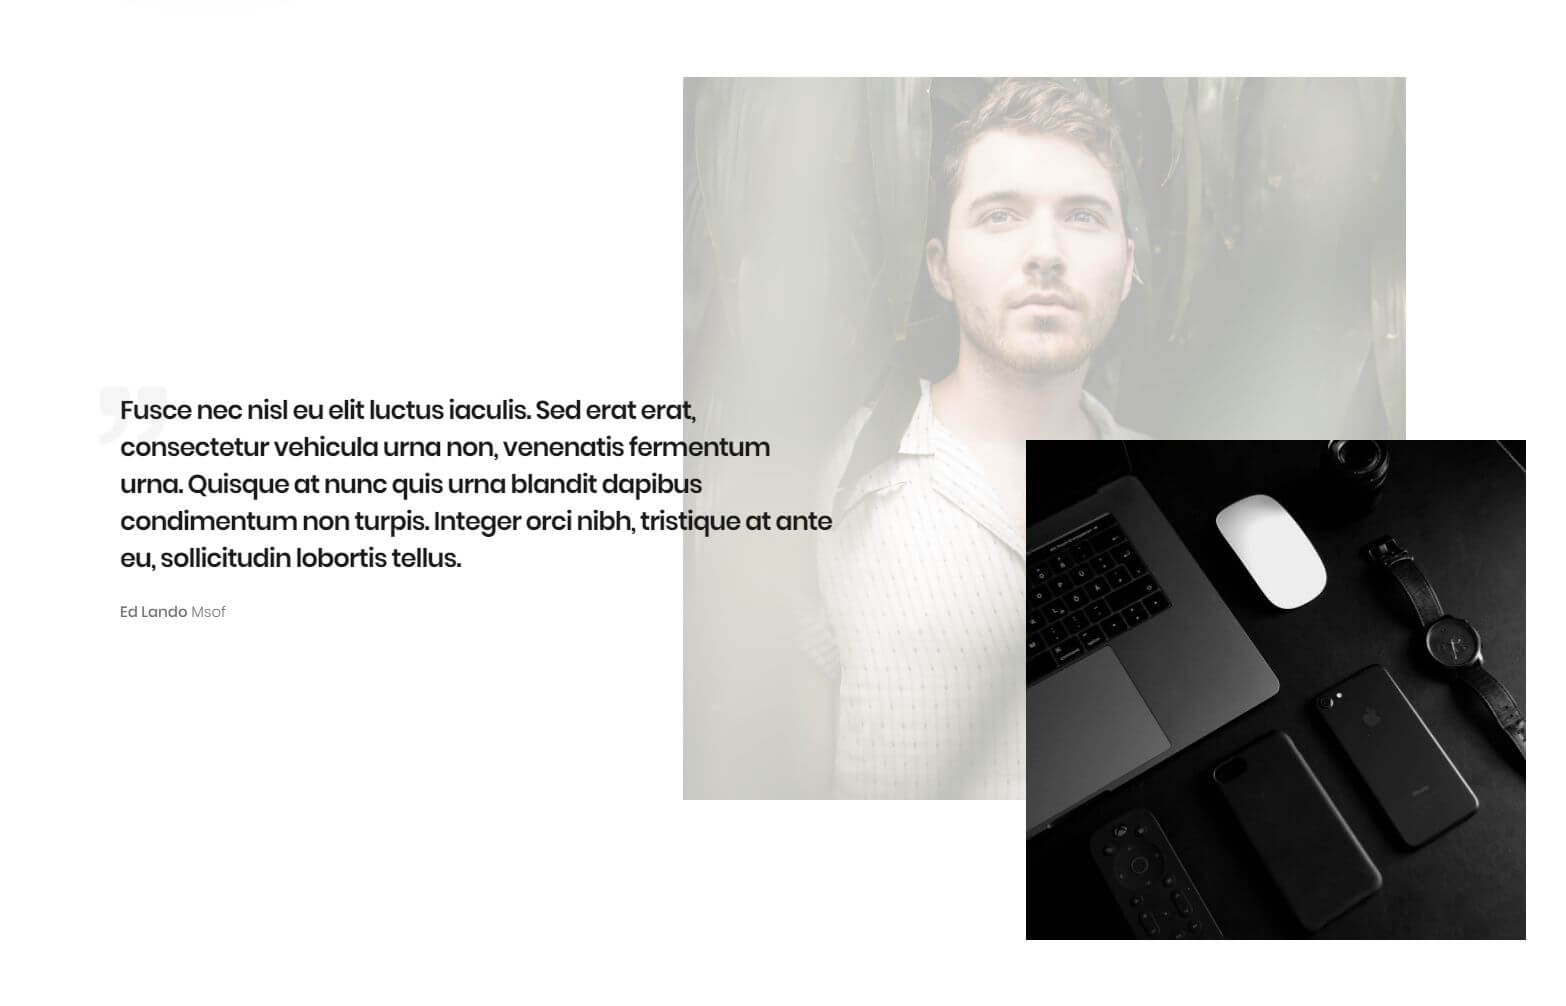 Fusce nec nisl eu elit luctus iaculis. Sed erat erat,
consectetur vehicula urna non, venenatis fermentum
urna. Quisque at nunc quis urna blandit dapibus
condimentum non turpis. Integer orci nibh, tristique at ante
eu, sollicitudin lobortis tellus.
Ed Lando Msof